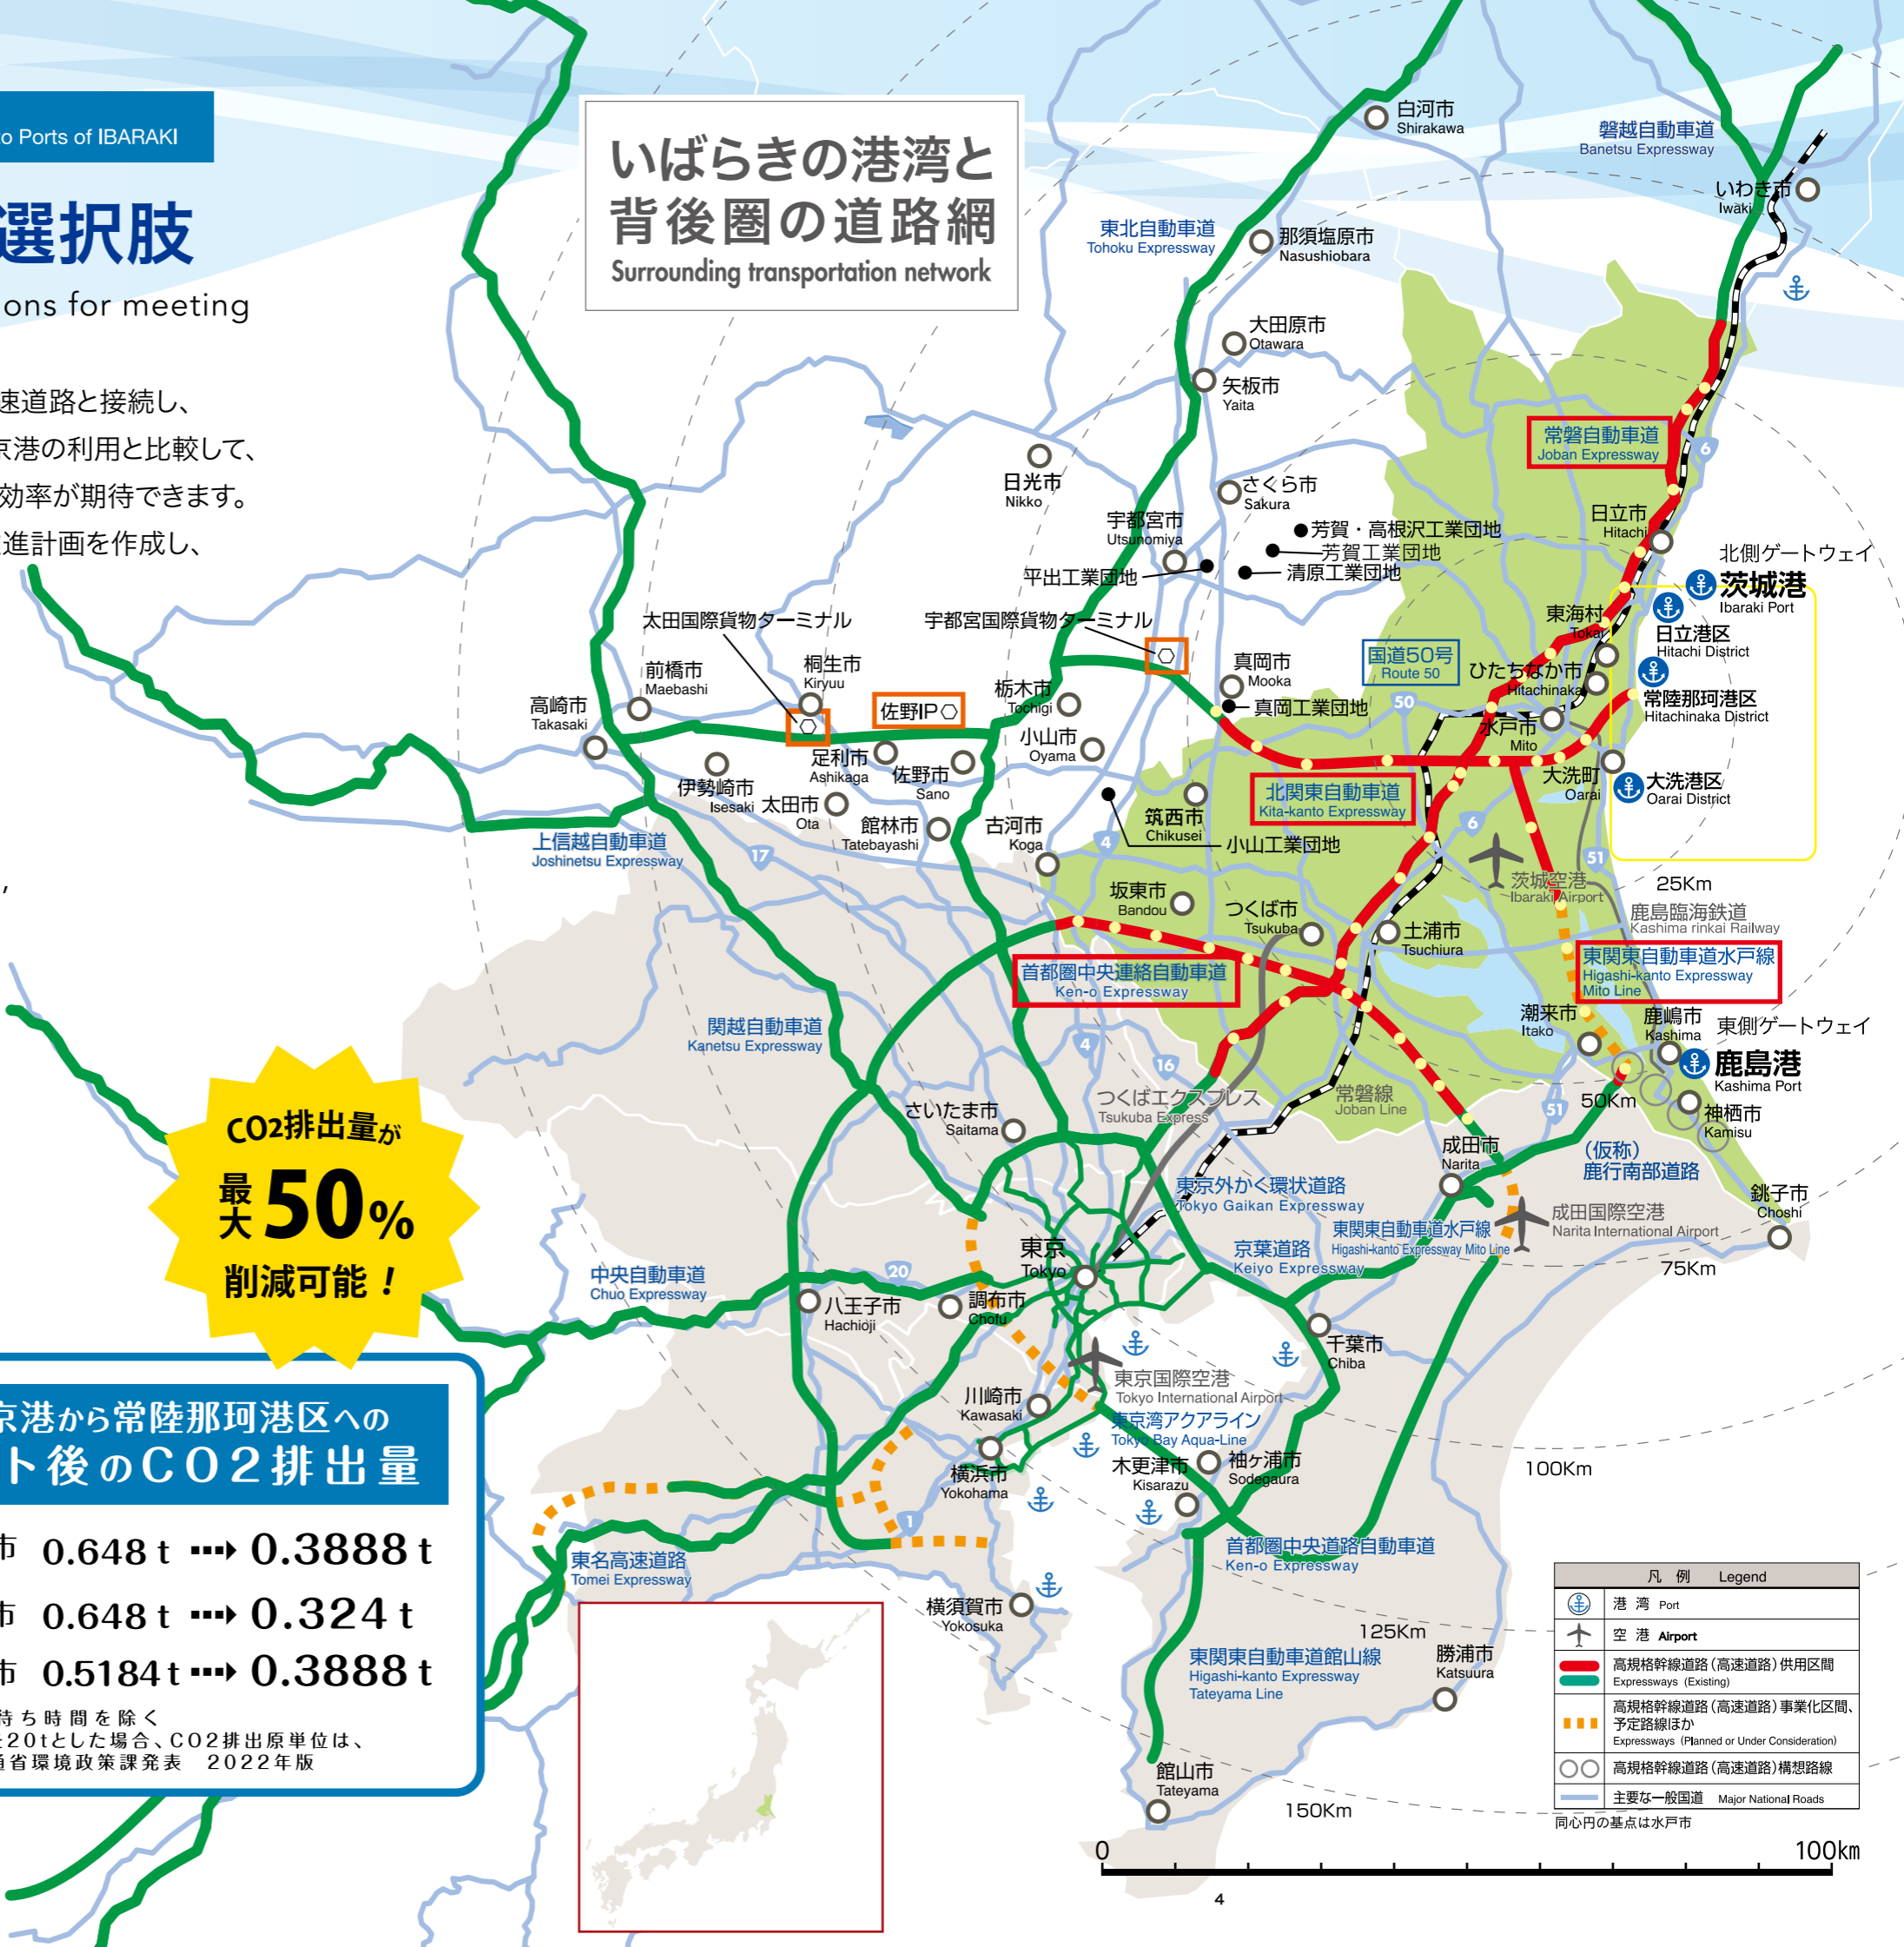 to Ports of IBARAKI
選択肢
ons for meeting
速道路と接続し、
京港の利用と比較して、
効率が期待できます。
進計画を作成し、
,
いばらきの港湾と
背後圏の道路網
Surrounding transportation network
白河市
Shirakawa
磐越自動車道
Banetsu Expressway
いわき市
Iwaki
東北自動車道
Tohoku Expressway
那須塩原市
Nasushiobara
大田原市
Otawara
矢板市
Yaita
常磐自動車道
Joban Expressway
6
日光市
Nikko
さくら市
Sakura
宇都宮市
Utsunomiya
芳賀・高根沢工業団地
芳賀工業団地
清原工業団地
平出工業団地
日立市
Hitachi
北側ゲートウェイ
茨城港
Ibaraki Port
日立港区
Hitachi District
東海村
Tokai
太田国際貨物ターミナル
宇都宮国際貨物ターミナル
国道50号
Route 50
ひたちなか市
Hitachinaka
常陸那珂港区
Hitachinaka District
前橋市
Maebashi
桐生市
Kiryuu
高崎市
Takasaki
佐野IP
栃木市
Tochigi
真岡市
Mooka
真岡工業団地
50
水戸市
Mito
小山市
Oyama
足利市
Ashikaga
佐野市
Sano
伊勢崎市
Isesaki
太田市
Ota
館林市
Tatebayashi
古河市
Koga
筑西市
Chikusei
北関東自動車道
Kita-kanto Expressway
大洗町
Oarai
大洗港区
Oarai District
小山工業団地
4
6
51
17
上信越自動車道
Joshinetsu Expressway
茨城空港
Ibaraki Airport
25Km
坂東市
Bandou
つくば市
Tsukuba
土浦市
Tsuchiura
鹿島臨海鉄道
Kashima rinkai Railway
首都圏中央連絡自動車道
Ken-o Expressway
東関東自動車道水戸線
Higashi-kanto Expressway
Mito Line
関越自動車道
Kanetsu Expressway
4
16
潮来市
Itako
鹿嶋市
Kashima
東側ゲートウェイ
鹿島港
Kashima Port
つくばエクスプレス
Tsukuba Express
常磐線
Joban Line
50Km
51
神栖市
Kamisu
さいたま市
Saitama
成田市
Narita
(仮称)
鹿行南部道路
CO2排出量が
最大50%
削減可能!
東京外かく環状道路
Tokyo Gaikan Expressway
東関東自動車道水戸線
Higashi-kanto Expressway Mito Line
成田国際空港
Narita International Airport
銚子市
Choshi
東京
Tokyo
京葉道路
Keiyo Expressway
75Km
中央自動車道
Chuo Expressway
20
八王子市
Hachioji
調布市
Chofu
千葉市
Chiba
東京国際空港
Tokyo International Airport
川崎市
Kawasaki
東京湾アクアライン
Tokyo Bay Aqua-Line
横浜市
Yokohama
木更津市
Kisarazu
袖ヶ浦市
Sodegaura
100Km
1
東名高速道路
Tomei Expressway
首都圏中央道路自動車道
Ken-o Expressway
横須賀市
Yokosuka
125Km
東関東自動車道館山線
Higashi-kanto Expressway
Tateyama Line
勝浦市
Katsuura
館山市
Tateyama
150Km
京港から常陸那珂港区への
ト後のCO2排出量
市 0.648t 0.3888t
市 0.648t 0.324t
市 0.5184t 0.3888t
待ち時間を除く
20tとした場合、CO2排出原単位は、
通省環境政策課発表 2022年版
凡例 Legend
港湾 Port
空港 Airport
高規格幹線道路(高速道路)供用区間
Expressways (Existing)
高規格幹線道路(高速道路)事業化区間、
予定路線ほか
Expressways (Planned or Under Consideration)
高規格幹線道路(高速道路)構想路線
主要な一般国道 Major National Roads
同心円の基点は水戸市
0 100km
4